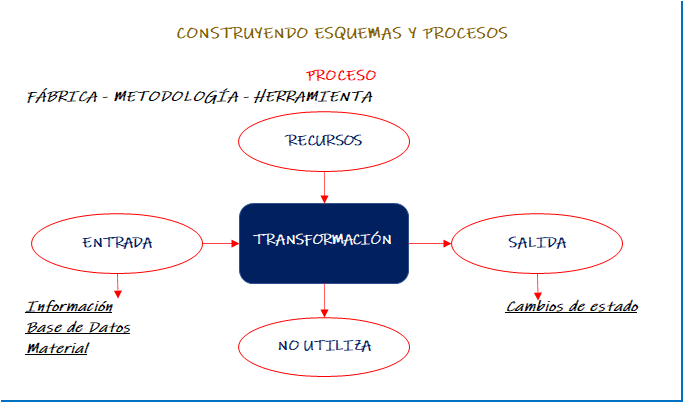 CONSTRUYENDO ESQUEMAS Y PROCESOS
PROCESO
FÁBRICA - METODOLOGÍA - HERRAMIENTA
RECURSOS
ENTRADA
TRANSFORMACIÓN
SALIDA
Información
Base de Datos
Material
Cambios de estado
NO UTILIZA